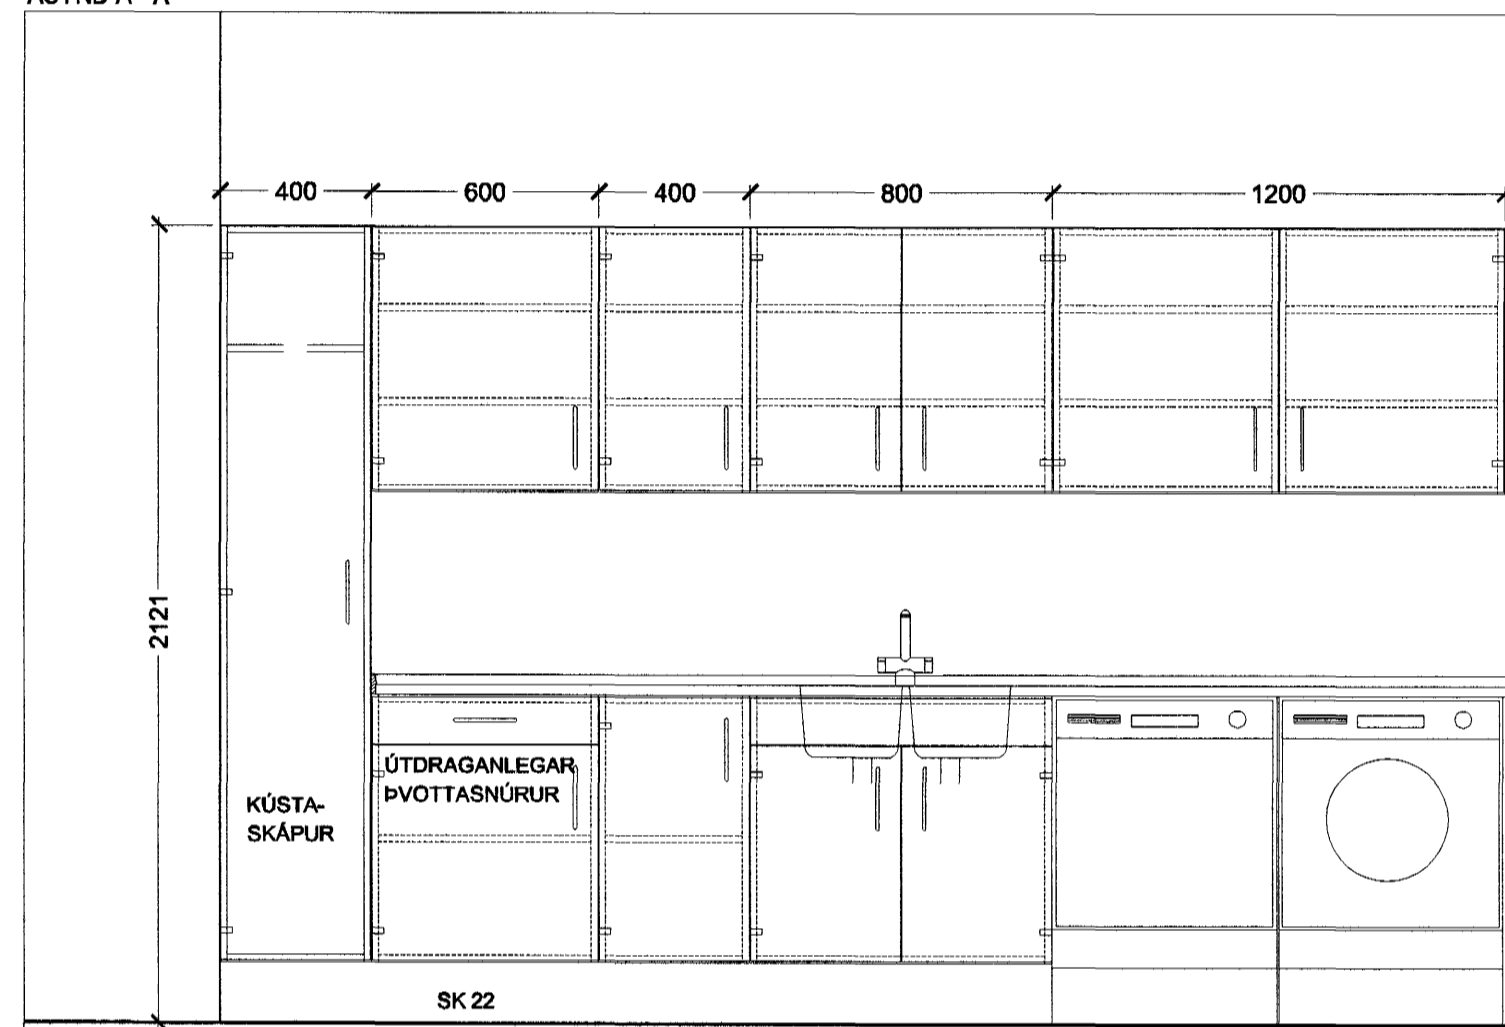 400 600 400 800 1200
2121
ÚTDRAGANLEGAR
ÞVOTTASNÚRUR
KÚSTA-
SKÁPUR
SK 22